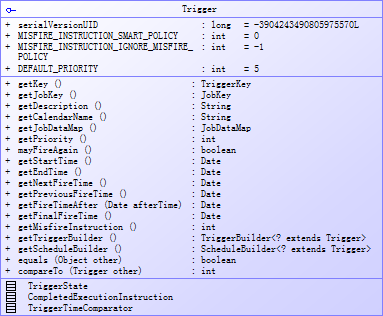 Trigger
+ serialVersionUID : long = -3904243490805975570L
+ MISFIRE_INSTRUCTION_SMART_POLICY : int = 0
+ MISFIRE_INSTRUCTION_IGNORE_MISFIRE_ : int = -1
POLICY
+ DEFAULT_PRIORITY : int = 5
+ getKey () : TriggerKey
+ getJobKey () : JobKey
+ getDescription () : String
+ getCalendarName () : String
+ getJobDataMap () : JobDataMap
+ getPriority () : int
+ mayFireAgain () : boolean
+ getStartTime () : Date
+ getEndTime () : Date
+ getNextFireTime () : Date
+ getPreviousFireTime () : Date
+ getFireTimeAfter (Date afterTime) : Date
+ getFinalFireTime () : Date
+ getMisfireInstruction () : int
+ getTriggerBuilder () : TriggerBuilder<? extends Trigger>
+ getScheduleBuilder () : ScheduleBuilder<? extends Trigger>
+ equals (Object other) : boolean
+ compareTo (Trigger other) : int
TriggerState
CompletedExecutionInstruction
TriggerTimeComparator